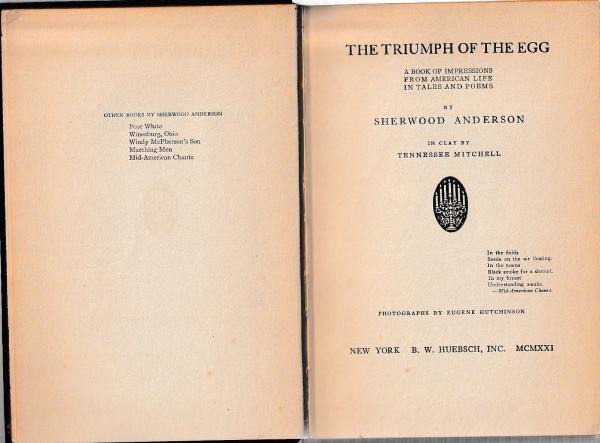 OTHER BOOKS BY SHERWOOD ANDERSON
Poor White
Winesburg, Ohio
Windy McPherson's Son
Marching Men
Mid-American Chants
THE TRIUMPH OF THE EGG
A BOOK OF IMPRESSIONS
FROM AMERICAN LIFE
IN TALES AND POEMS
BY
SHERWOOD ANDERSON
IN CLAY BY
TENNESSEE MITCHELL
In the fields
Seeds on the air floating.
In the towns
Black smoke for a shroud.
In my breast
Understanding awake.
—Mid-American Chants.
PHOTOGRAPHS BY EUGENE HUTCHINSON
NEW YORK B. W. HUEBSCH, INC. MCMXXI